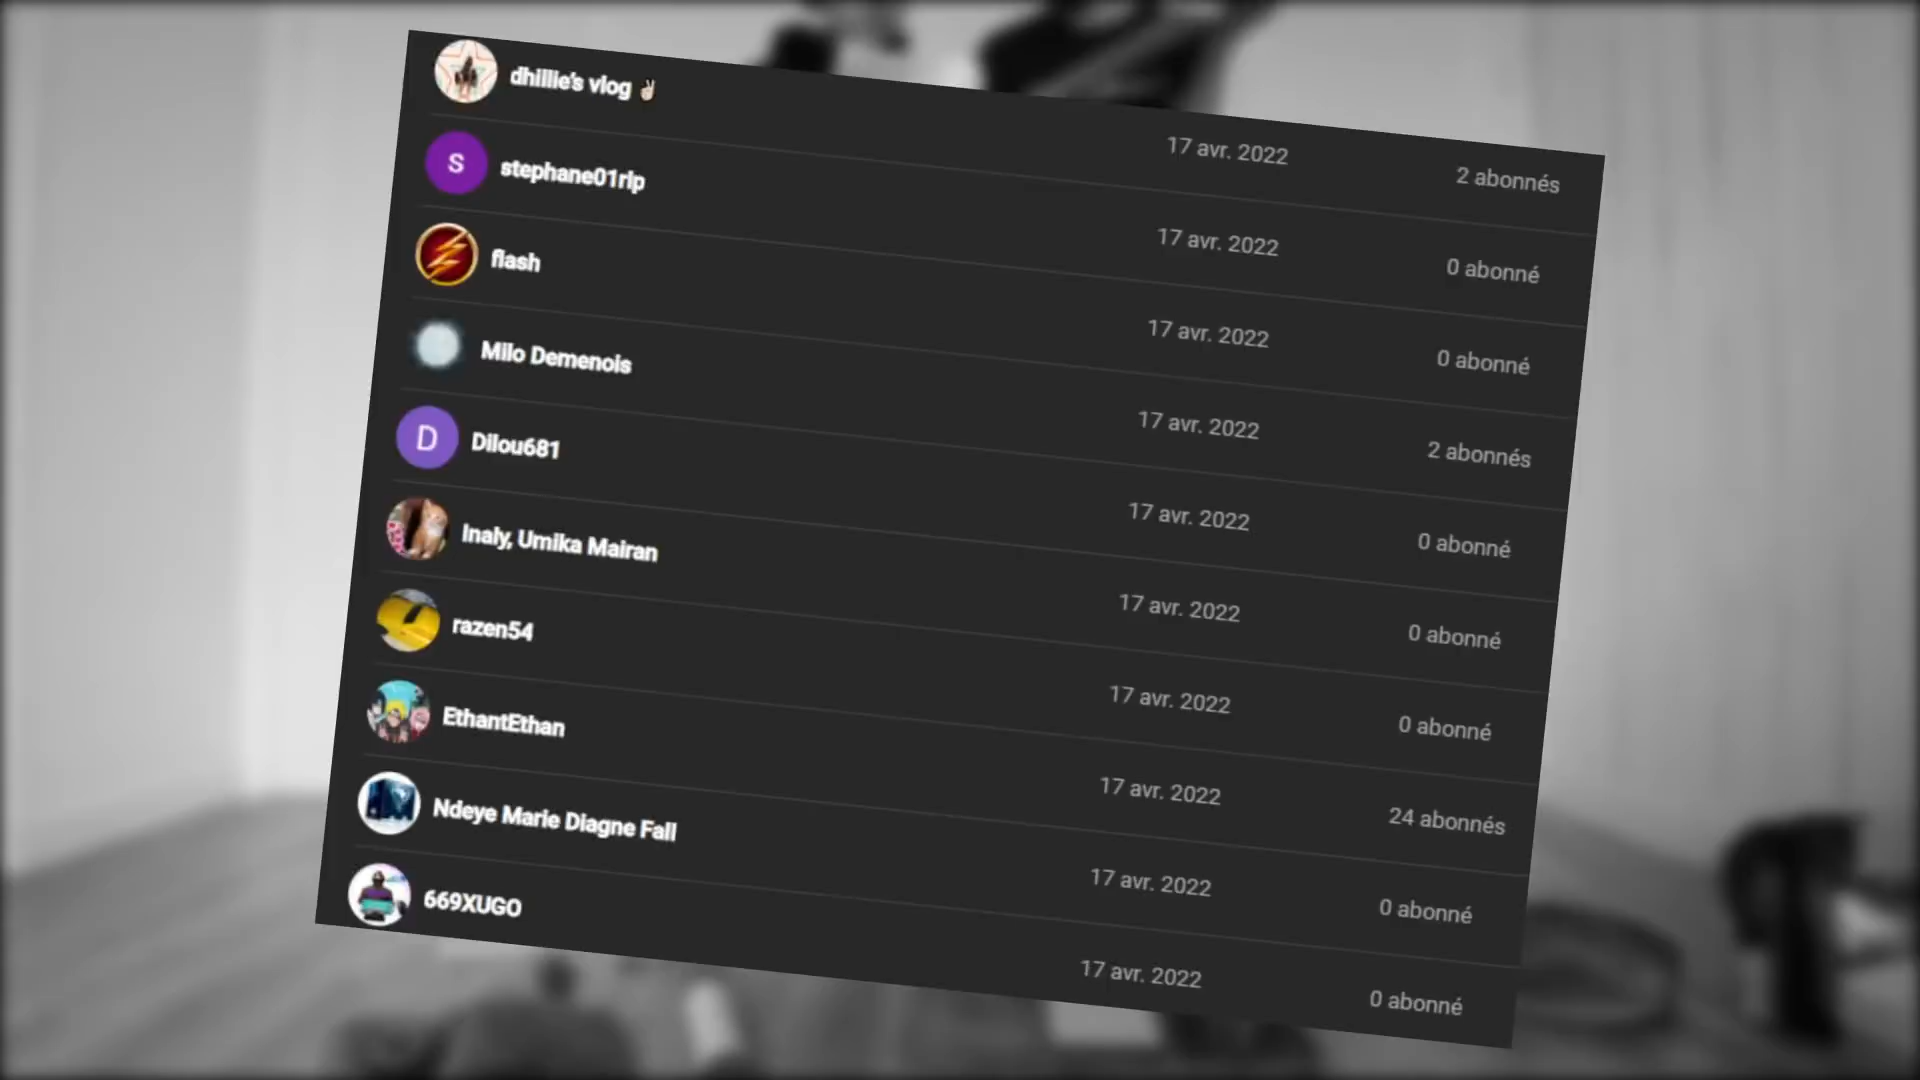 dhillie's vlog ✌🏻 17 avr. 2022 2 abonnés
S stephane01rlp 17 avr. 2022 0 abonné
flash 17 avr. 2022 0 abonné
Milo Demenois 17 avr. 2022 2 abonnés
D Dilou681 17 avr. 2022 0 abonné
Inaly, Umika Mairan 17 avr. 2022 0 abonné
razen54 17 avr. 2022 0 abonné
EthantEthan 17 avr. 2022 24 abonnés
Ndeye Marie Diagne Fall 17 avr. 2022 0 abonné
669XUGO 17 avr. 2022 0 abonné